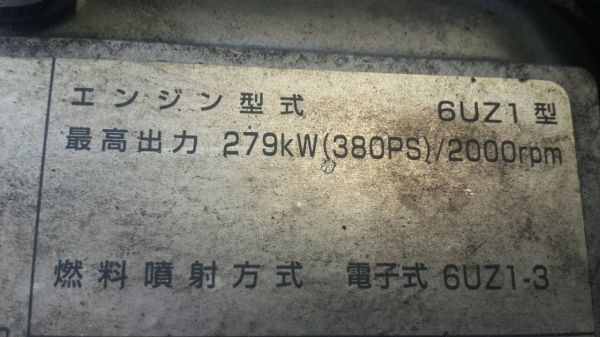 エンジン型式 6UZ1型
最高出力 279kW(380PS)/2000rpm
燃料噴射方式 電子式 6UZ1-3